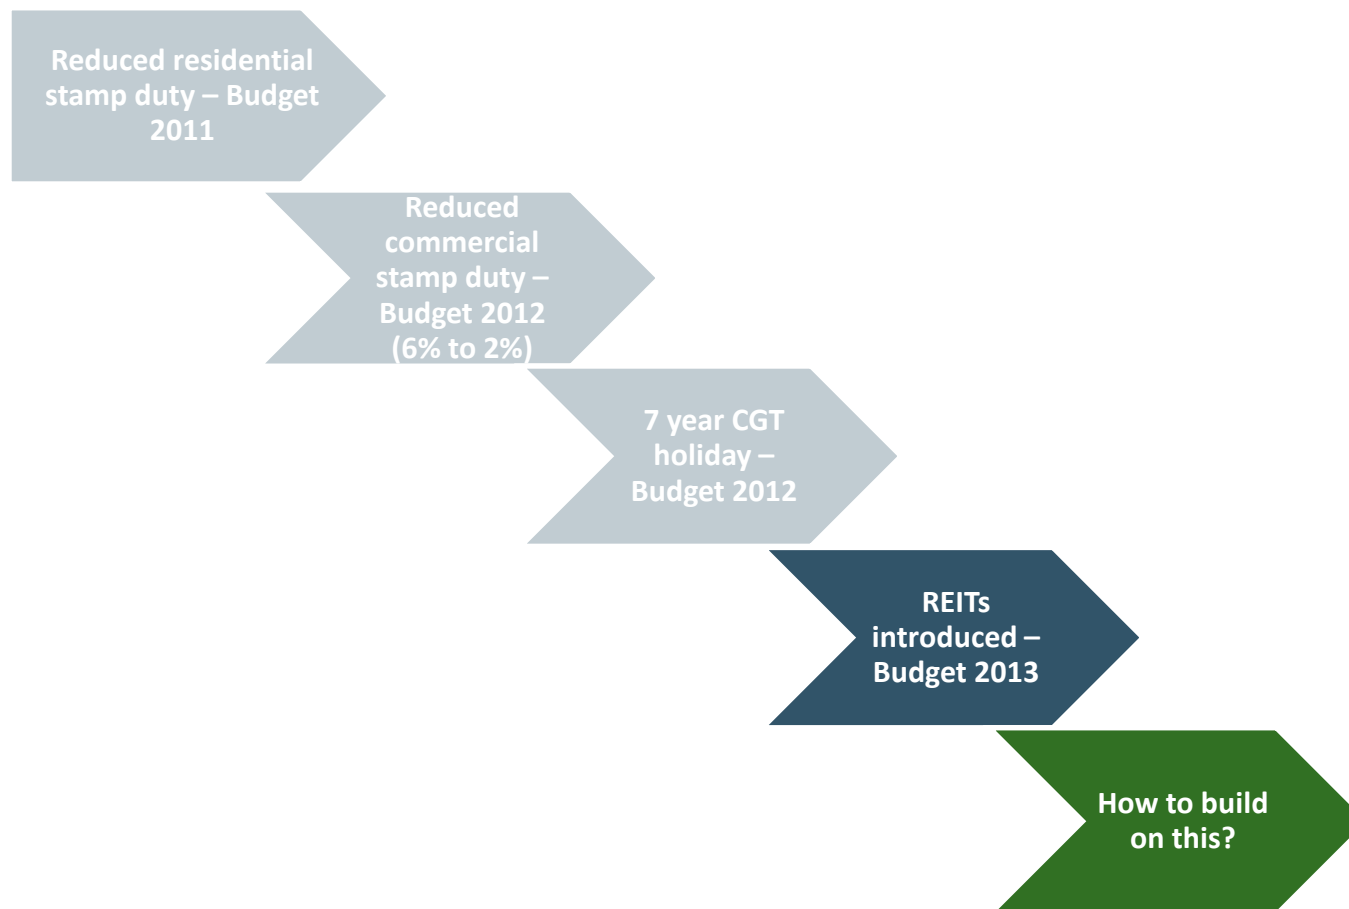 Reduced residential
stamp duty – Budget
2011
Reduced
commercial
stamp duty –
Budget 2012
(6% to 2%)
7 year CGT
holiday –
Budget 2012
REITs
introduced –
Budget 2013
How to build
on this?